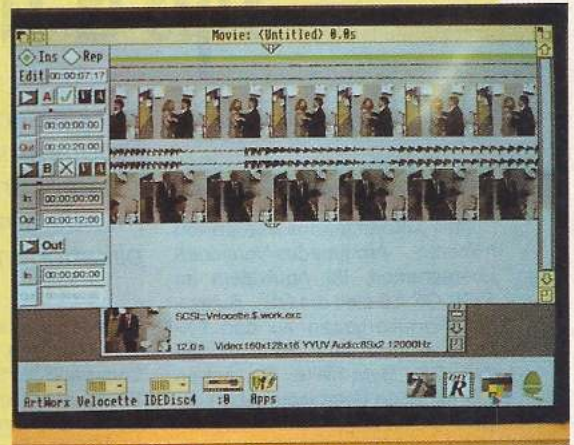 Movie: <Untitled> 0.0s
Ins Rep
Edit 00:00:07:17
A
In 00:00:00:00
Out 00:00:20:00
B
In 00:00:00:00
Out 00:00:12:00
Out
In 00:00:00:00
Out
SCSI::Velocette.$.work.exc
12.0 s Video:160x128x16 YYUV Audio:8Sx2 12000Hz
R
ArtWorx Velocette IDEDisc4 :0 Apps